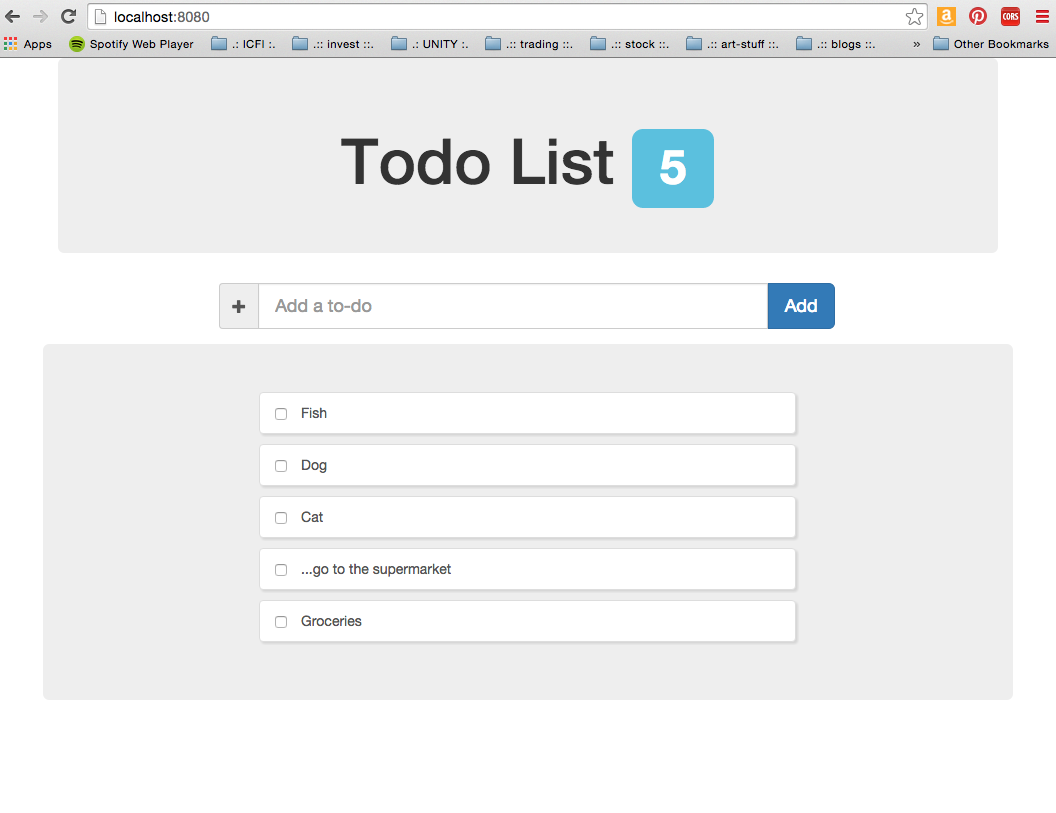 localhost:8080
a
CORS
Apps
Spotify Web Player
.: ICFI :.
.:: invest ::.
.: UNITY :.
.:: trading ::.
.:: stock ::.
.:: art-stuff ::.
.:: blogs ::.
»
Other Bookmarks
Todo List 5
+ Add a to-do Add
Fish
Dog
Cat
...go to the supermarket
Groceries